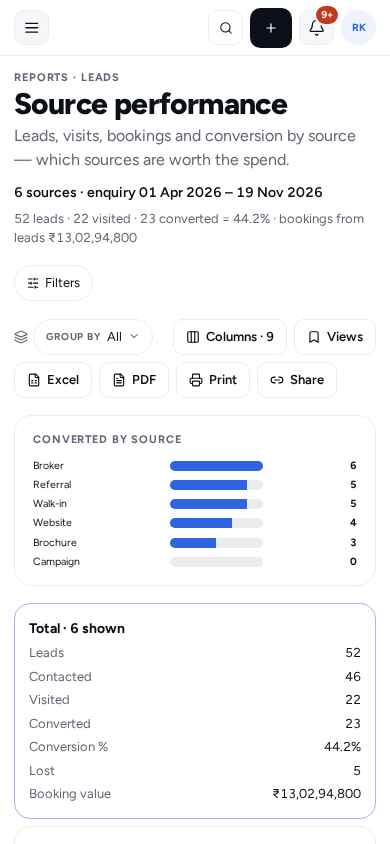 9+
RK
REPORTS · LEADS
Source performance
Leads, visits, bookings and conversion by source
— which sources are worth the spend.
6 sources · enquiry 01 Apr 2026 – 19 Nov 2026
52 leads · 22 visited · 23 converted = 44.2% · bookings from
leads ₹13,02,94,800
Filters
GROUP BY All
Columns · 9
Views
Excel
PDF
Print
Share
CONVERTED BY SOURCE
Broker 6
Referral 5
Walk-in 5
Website 4
Brochure 3
Campaign 0
Total · 6 shown
Leads 52
Contacted 46
Visited 22
Converted 23
Conversion % 44.2%
Lost 5
Booking value ₹13,02,94,800